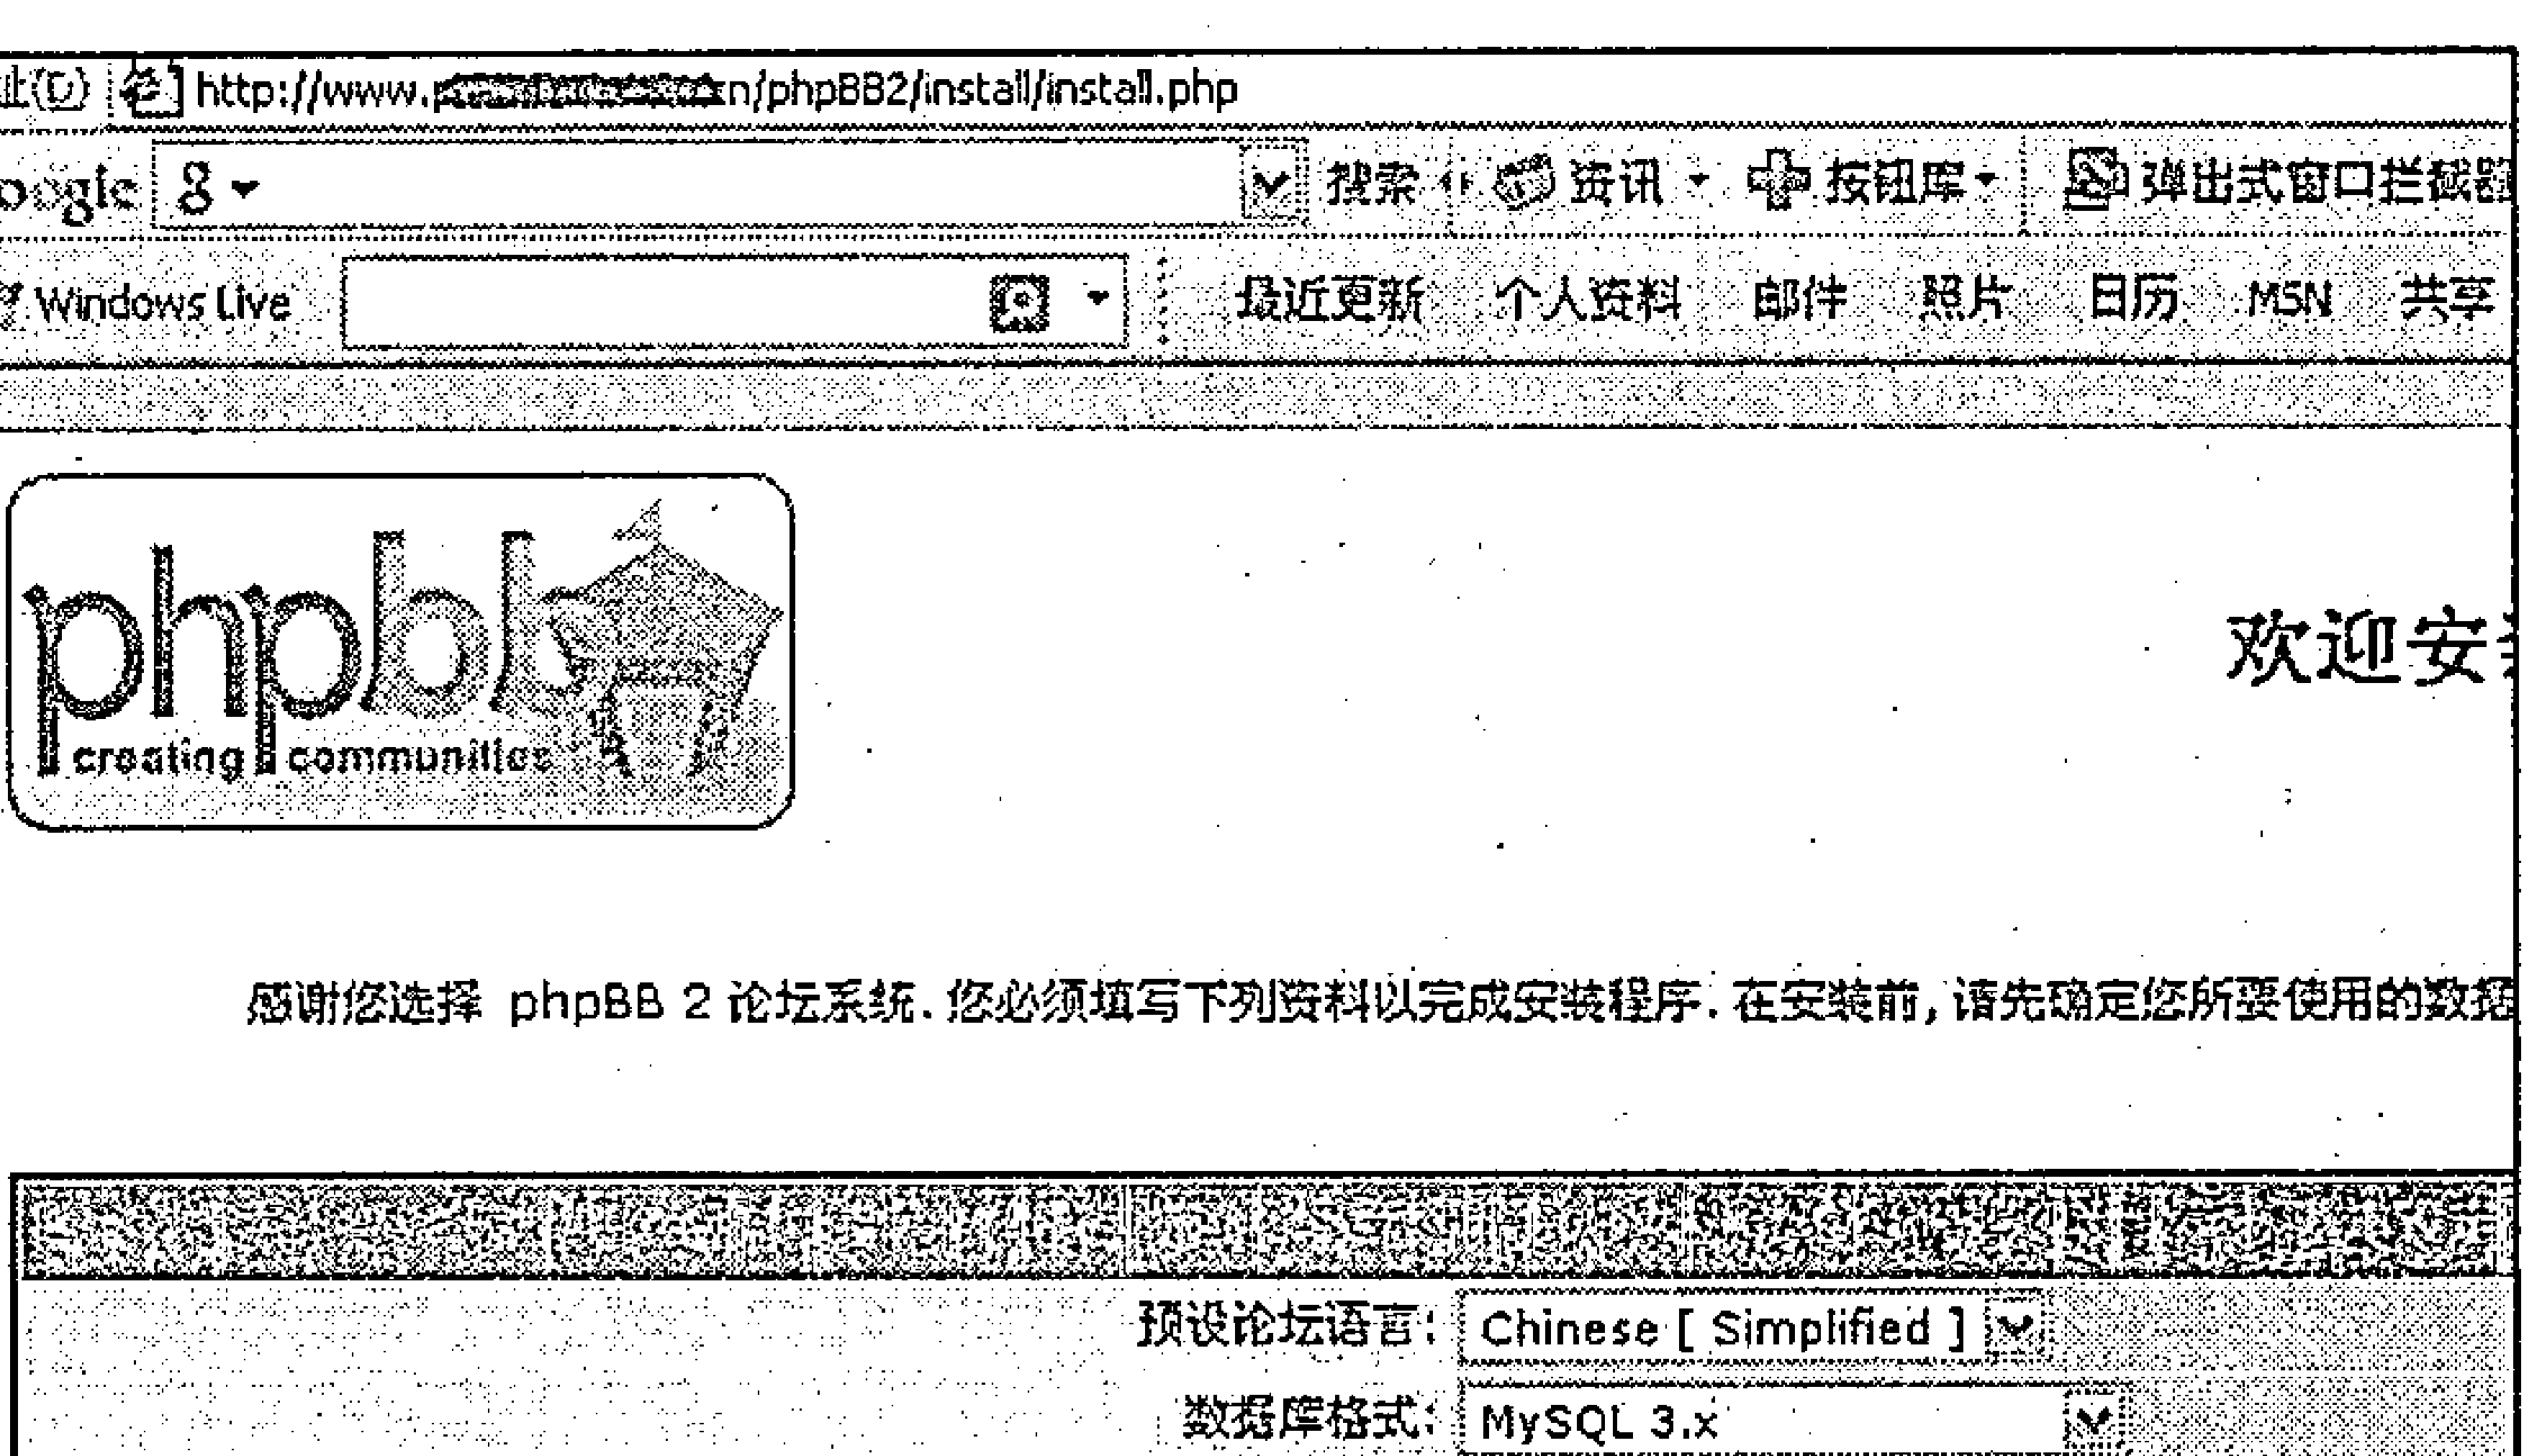 址(D) http://www.p n/phpBB2/install/install.php
oogle g 搜索 资讯 按钮库 弹出式窗口拦截器
Windows Live 最近更新 个人资料 邮件 照片 日历 MSN 共享
phpbb
creating communities
欢迎安
感谢您选择 phpBB 2 论坛系统. 您必须填写下列资料以完成安装程序. 在安装前, 请先确定您所要使用的数据
预设论坛语言: Chinese [ Simplified ]
数据库格式: MySQL 3.x